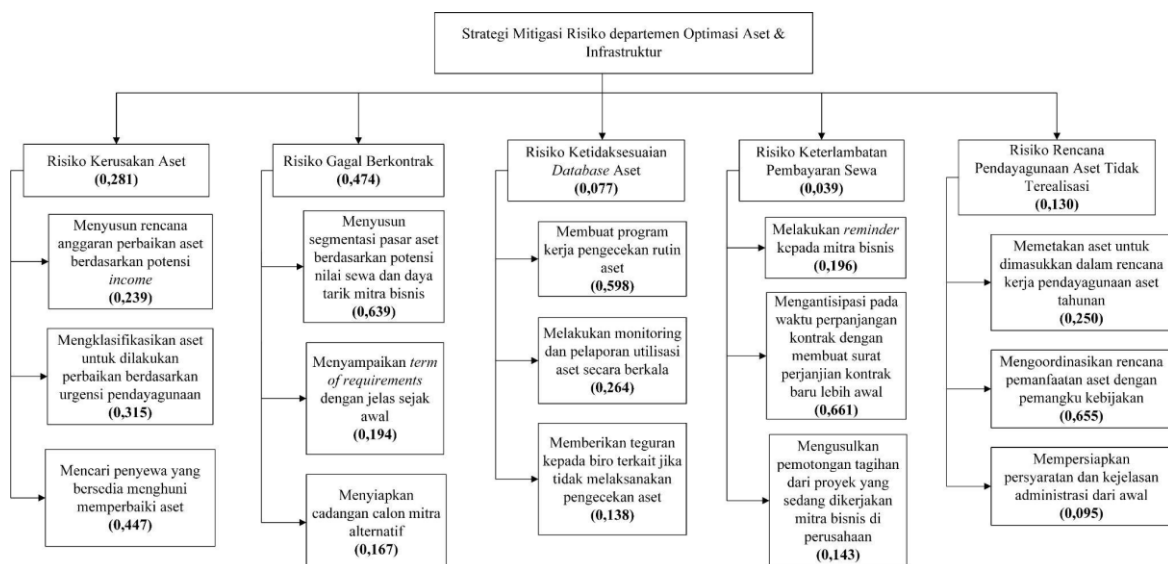 Strategi Mitigasi Risiko departemen Optimasi Aset &
Infrastruktur
Risiko Kerusakan Aset
(0,281)
Menyusun rencana
anggaran perbaikan aset
berdasarkan potensi
income
(0,239)
Mengklasifikasikan aset
untuk dilakukan
perbaikan berdasarkan
urgensi pendayagunaan
(0,315)
Mencari penyewa yang
bersedia menghuni
memperbaiki aset
(0,447)
Risiko Gagal Berkontrak
(0,474)
Menyusun
segmentasi pasar aset
berdasarkan potensi
nilai sewa dan daya
tarik mitra bisnis
(0,639)
Menyampaikan term
of requirements
dengan jelas sejak
awal
(0,194)
Menyiapkan
cadangan calon mitra
alternatif
(0,167)
Risiko Ketidaksesuaian
Database Aset
(0,077)
Membuat program
kerja pengecekan rutin
aset
(0,598)
Melakukan monitoring
dan pelaporan utilisasi
aset secara berkala
(0,264)
Memberikan teguran
kepada biro terkait jika
tidak melaksanakan
pengecekan aset
(0,138)
Risiko Keterlambatan
Pembayaran Sewa
(0,039)
Melakukan reminder
kepada mitra bisnis
(0,196)
Mengantisipasi pada
waktu perpanjangan
kontrak dengan
membuat surat
perjanjian kontrak
baru lebih awal
(0,661)
Mengusulkan
pemotongan tagihan
dari proyek yang
sedang dikerjakan
mitra bisnis di
perusahaan
(0,143)
Risiko Rencana
Pendayagunaan Aset Tidak
Terealisasi
(0,130)
Memetakan aset untuk
dimasukkan dalam rencana
kerja pendayagunaan aset
tahunan
(0,250)
Mengoordinasikan rencana
pemanfaatan aset dengan
pemangku kebijakan
(0,655)
Mempersiapkan
persyaratan dan kejelasan
administrasi dari awal
(0,095)